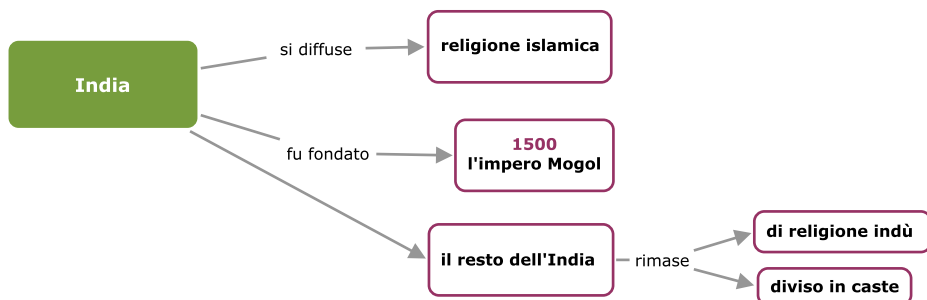 India
si diffuse
religione islamica
fu fondato
1500
l'impero Mogol
il resto dell'India
rimase
di religione indù
diviso in caste